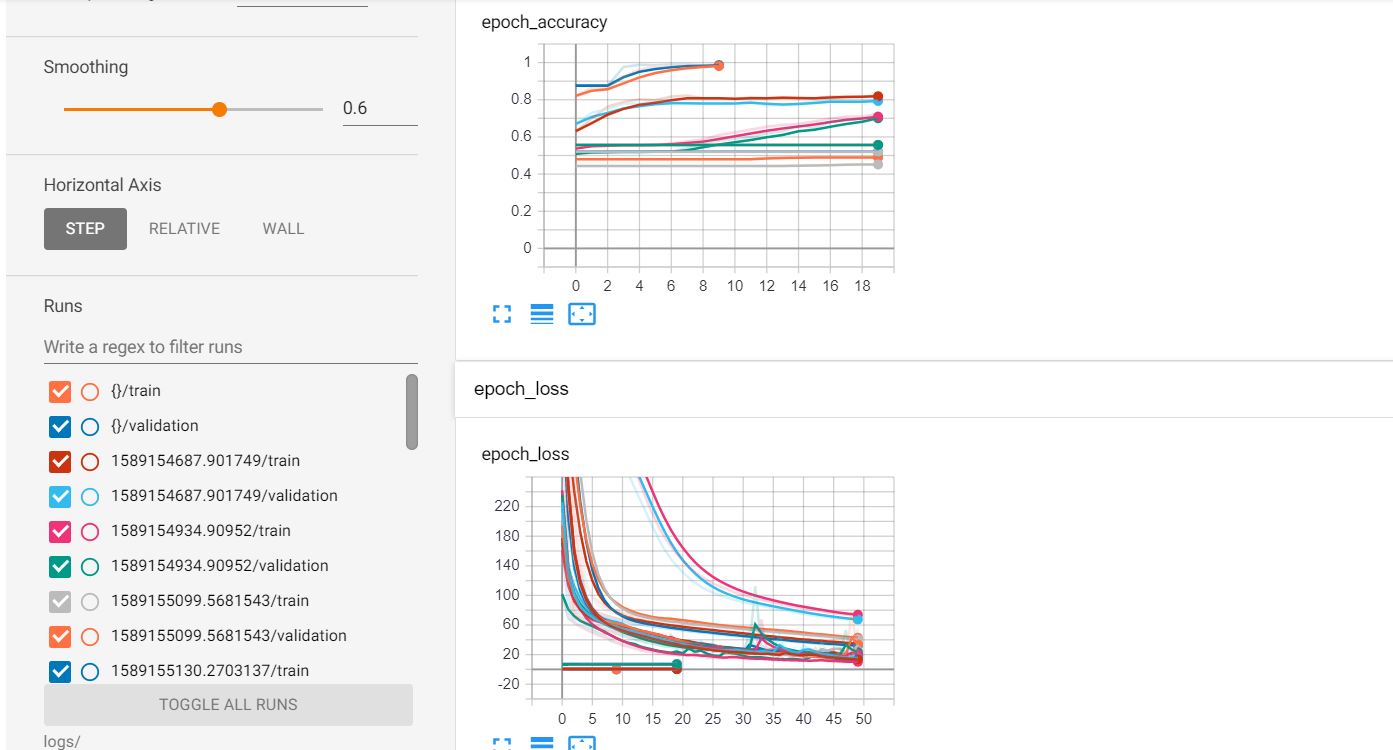 Smoothing
0.6
Horizontal Axis
STEP RELATIVE WALL
Runs
Write a regex to filter runs
{}/train
{}/validation
1589154687.901749/train
1589154687.901749/validation
1589154934.90952/train
1589154934.90952/validation
1589155099.5681543/train
1589155099.5681543/validation
1589155130.2703137/train
TOGGLE ALL RUNS
logs/
epoch_accuracy
1
0.8
0.6
0.4
0.2
0
0 2 4 6 8 10 12 14 16 18
epoch_loss
epoch_loss
220
180
140
100
60
20
-20
0 5 10 15 20 25 30 35 40 45 50